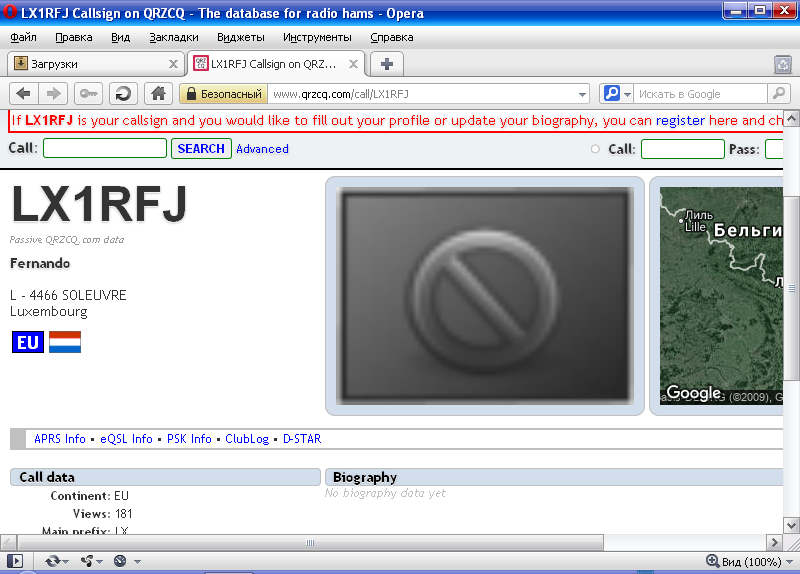 LX1RFJ Callsign on QRZCQ - The database for radio hams - Opera
Файл Правка Вид Закладки Виджеты Инструменты Справка
Загрузки
QRZ CQ LX1RFJ Callsign on QRZ...
Безопасный www.qrzcq.com/call/LX1RFJ Искать в Google
If LX1RFJ is your callsign and you would like to fill out your profile or update your biography, you can register here and ch
Call: SEARCH Advanced Call: Pass:
LX1RFJ
Passive QRZCQ.com data
Fernando
L - 4466 SOLEUVRE
Luxembourg
EU
Лиль
Lille
Бельги
Google
(©2009), G
APRS Info • eQSL Info • PSK Info • ClubLog • D-STAR
Call data
Continent: EU
Views: 181
Main prefix: LX
Biography
No biography data yet
Вид (100%)